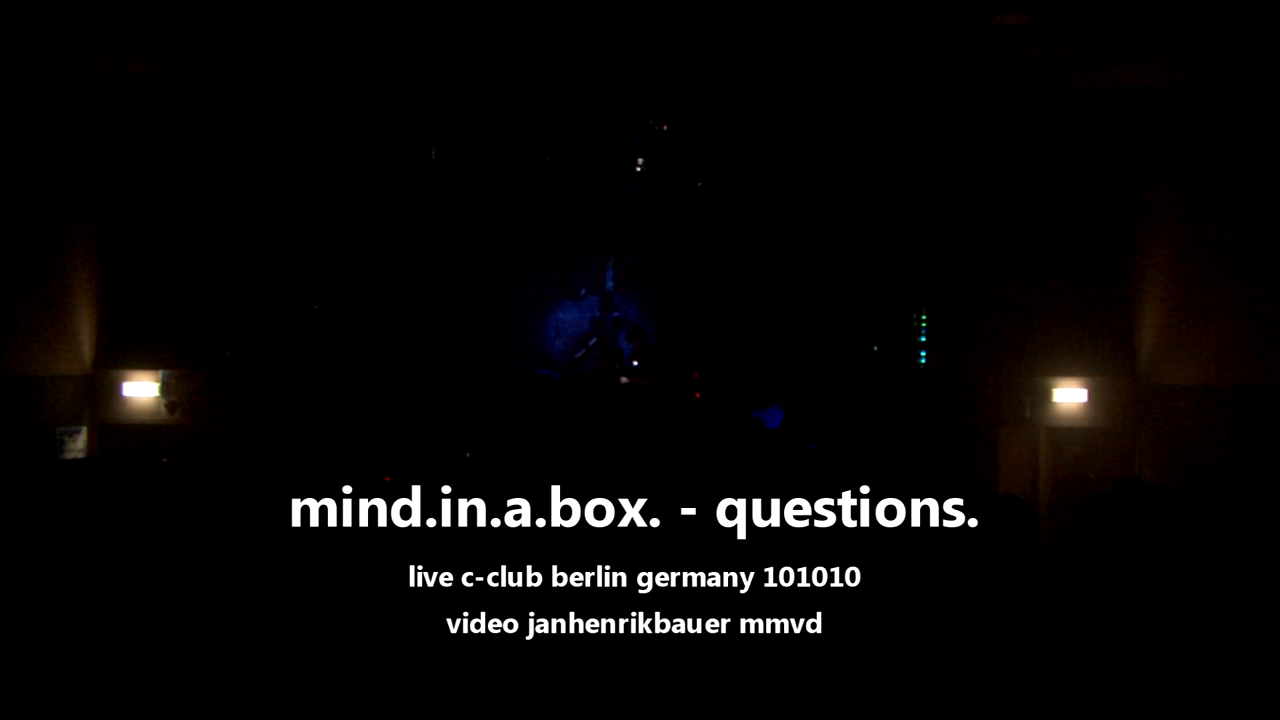 mind.in.a.box. - questions.
live c-club berlin germany 101010
video janhenrikbauer mmvd